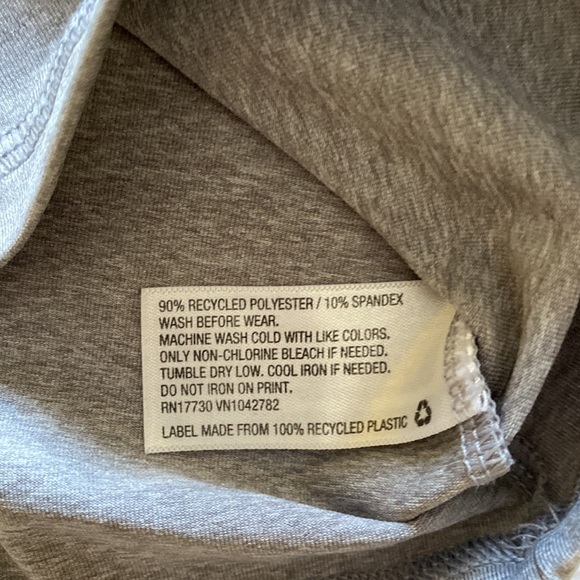 90% RECYCLED POLYESTER / 10% SPANDEX
WASH BEFORE WEAR.
MACHINE WASH COLD WITH LIKE COLORS.
ONLY NON-CHLORINE BLEACH IF NEEDED.
TUMBLE DRY LOW. COOL IRON IF NEEDED.
DO NOT IRON ON PRINT.
RN17730 VN1042782
LABEL MADE FROM 100% RECYCLED PLASTIC